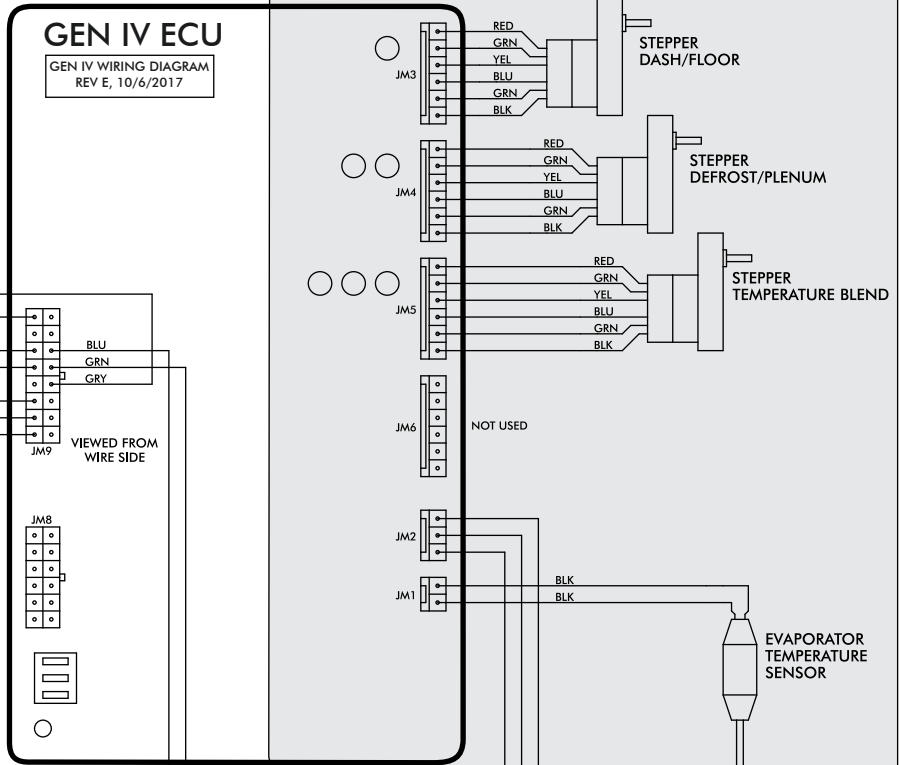 GEN IV ECU
GEN IV WIRING DIAGRAM
REV E, 10/6/2017
JM3
RED
GRN
YEL
BLU
GRN
BLK
STEPPER
DASH/FLOOR
JM4
RED
GRN
YEL
BLU
GRN
BLK
STEPPER
DEFROST/PLENUM
JM5
RED
GRN
YEL
BLU
GRN
BLK
STEPPER
TEMPERATURE BLEND
BLU
GRN
GRY
JM9
VIEWED FROM
WIRE SIDE
JM6
NOT USED
JM8
JM2
JM1
BLK
BLK
EVAPORATOR
TEMPERATURE
SENSOR